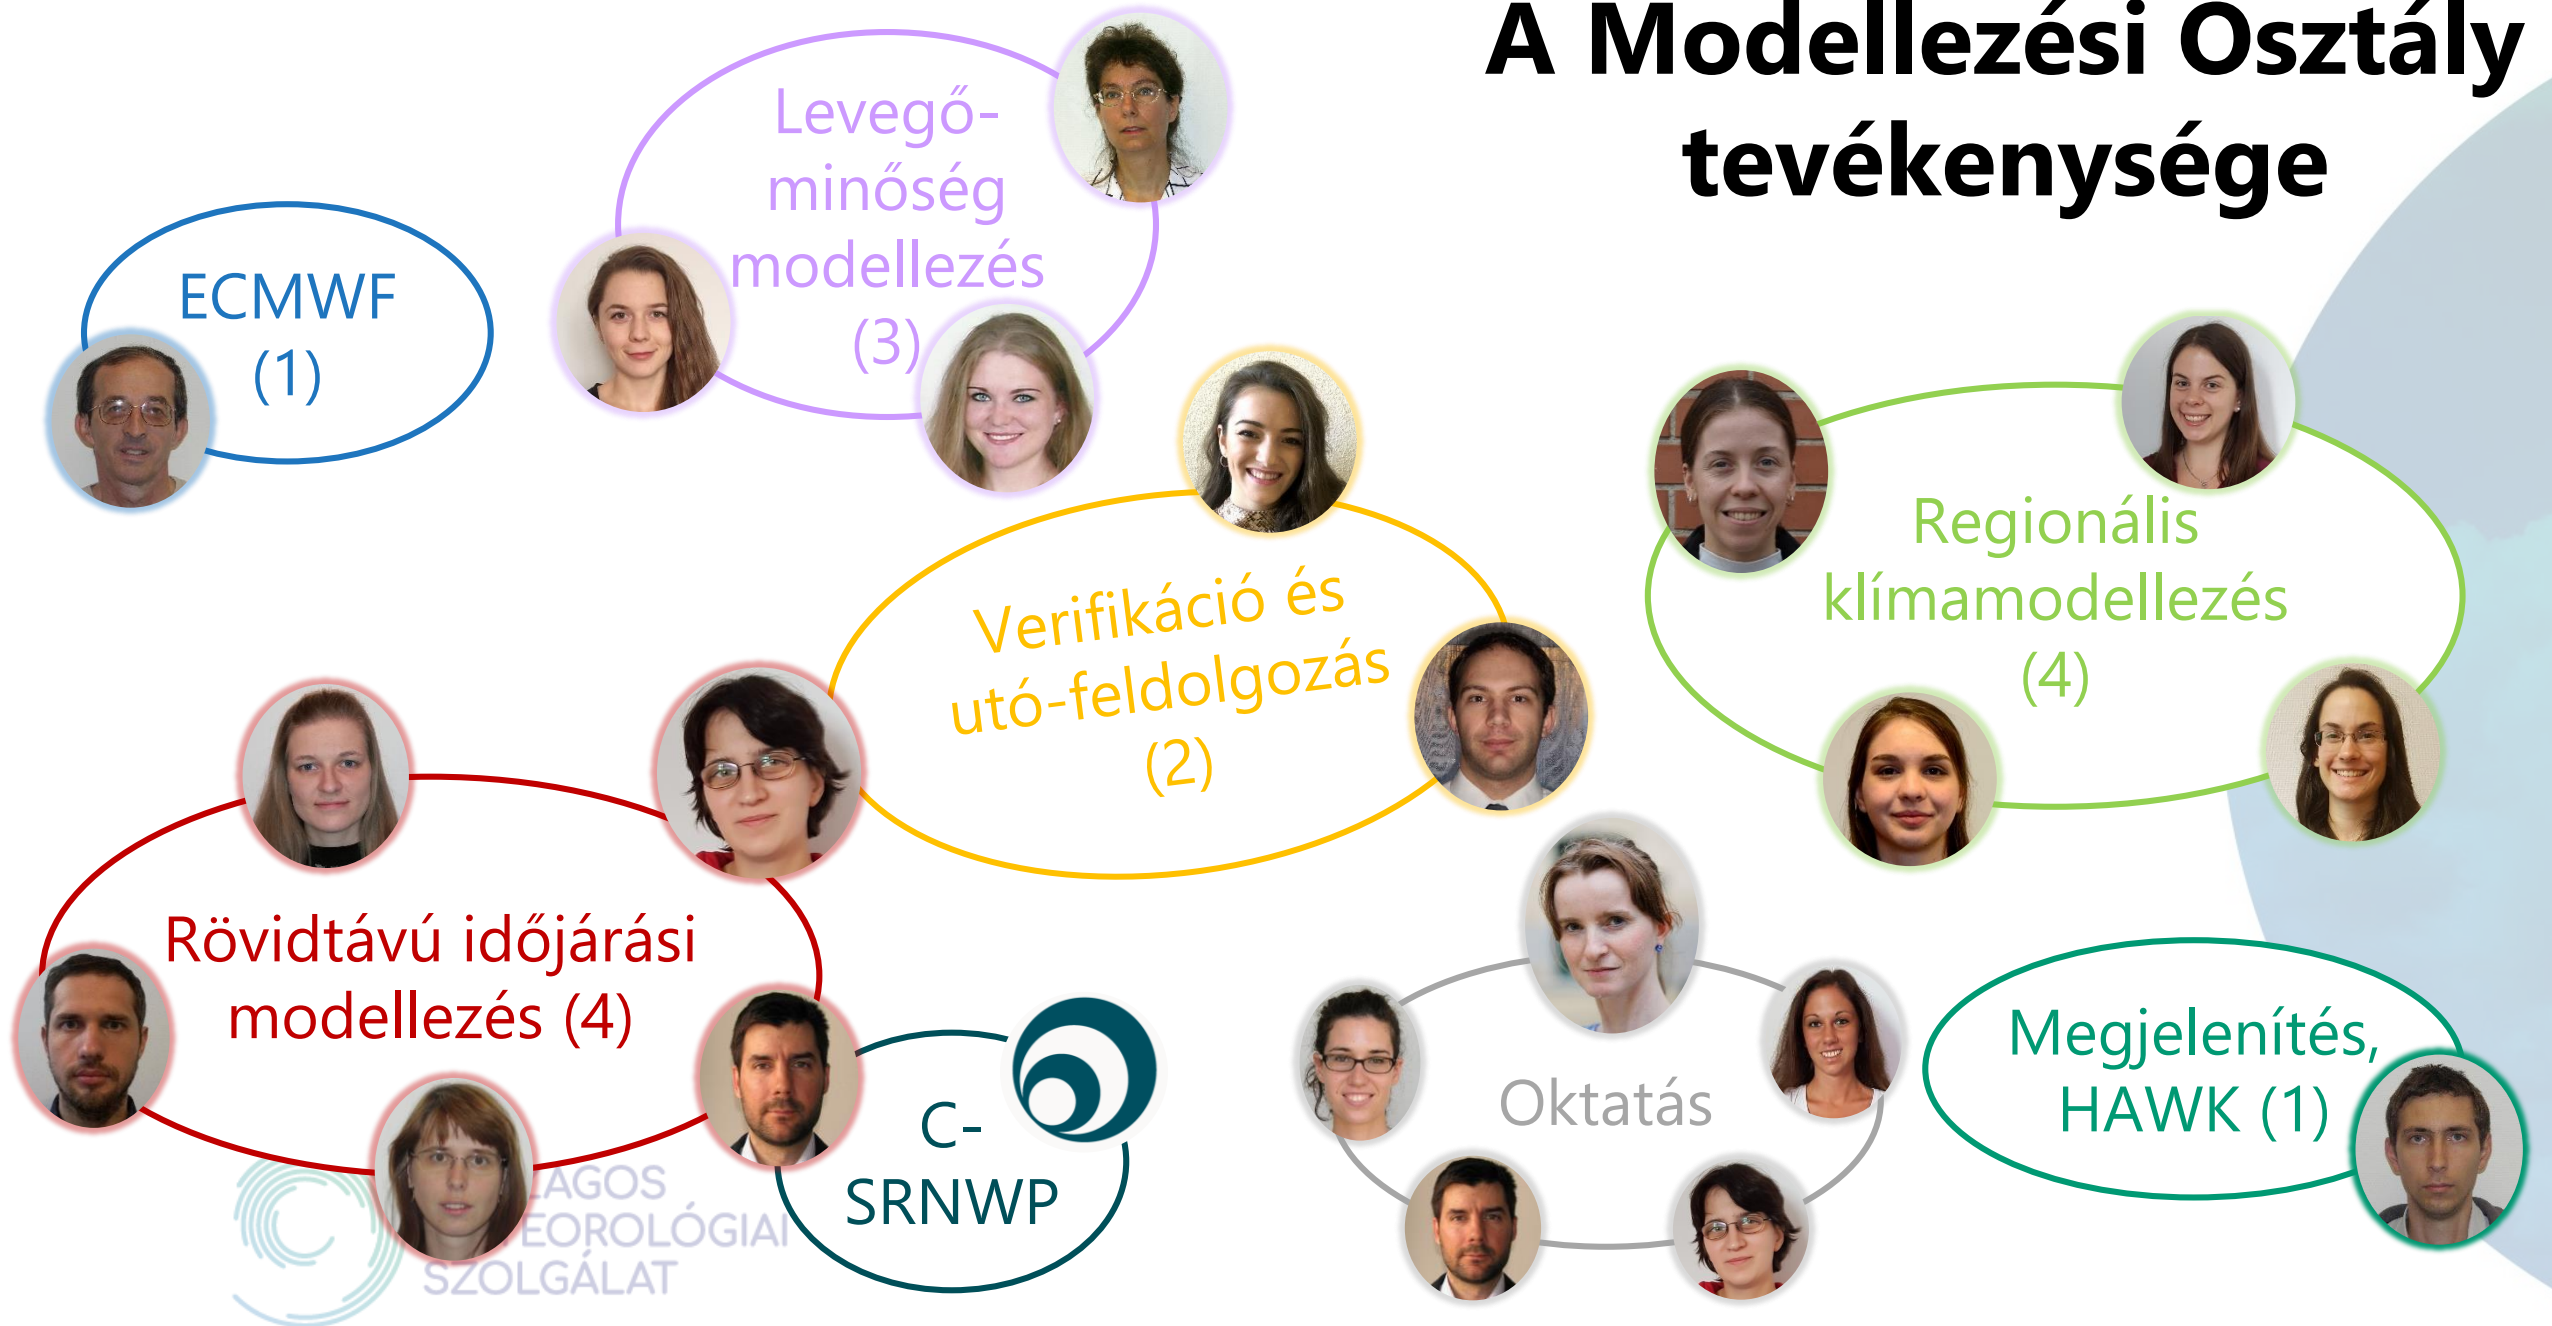 A Modellezési Osztály
tevékenysége
Levegő-
minőség
modellezés
(3)
ECMWF
(1)
Regionális
klímamodellezés
(4)
Verifikáció és
utó-feldolgozás
(2)
Rövidtávú időjárási
modellezés (4)
C-
SRNWP
Oktatás
Megjelenítés,
HAWK (1)
SZOLGÁLAT